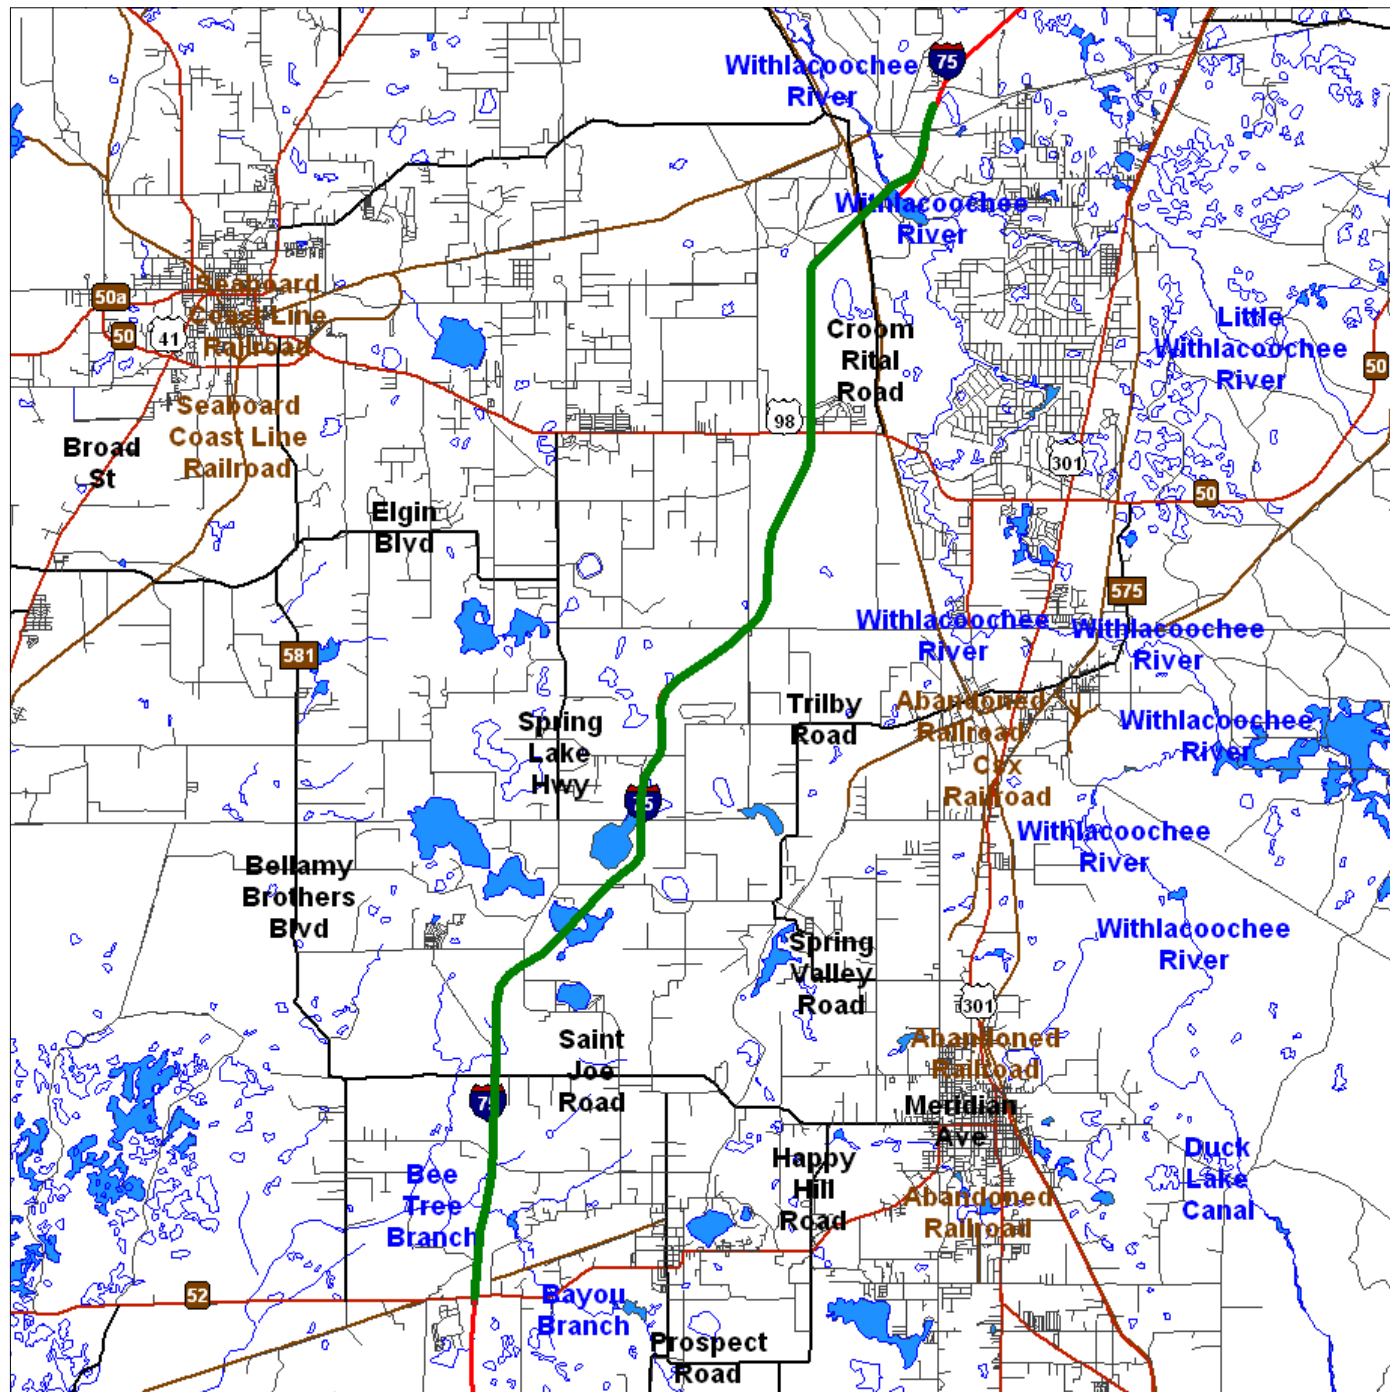 75
Withlacoochee
River
Withlacoochee
River
Seaboard
Coast Line
Railroad
50a
50
41
Little
Withlacoochee
River
Croom
Rital
Road
50
Seaboard
Coast Line
Railroad
98
Broad
St
301
50
Elgin
Blvd
575
Withlacoochee
River
Withlacoochee
River
581
Trilby
Road
Abandoned
Railroad
Withlacoochee
River
Spring
Lake
Hwy
Csx
Railroad
75
Withlacoochee
River
Bellamy
Brothers
Blvd
Spring
Valley
Road
Withlacoochee
River
301
Saint
Joe
Road
Abandoned
Railroad
75
Meridian
Ave
Happy
Hill
Road
Duck
Lake
Canal
Bee
Tree
Branch
Abandoned
Railroad
52
Bayou
Branch
Prospect
Road